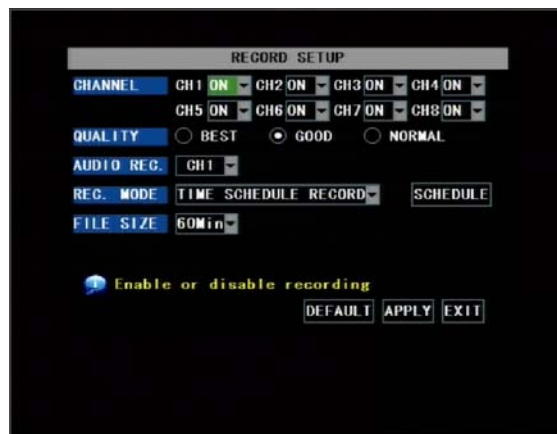 RECORD SETUP
CHANNEL CH1 ON CH2 ON CH3 ON CH4 ON
CH5 ON CH6 ON CH7 ON CH8 ON
QUALITY BEST GOOD NORMAL
AUDIO REC. CH1
REC. MODE TIME SCHEDULE RECORD SCHEDULE
FILE SIZE 60Min
Enable or disable recording
DEFAULT APPLY EXIT